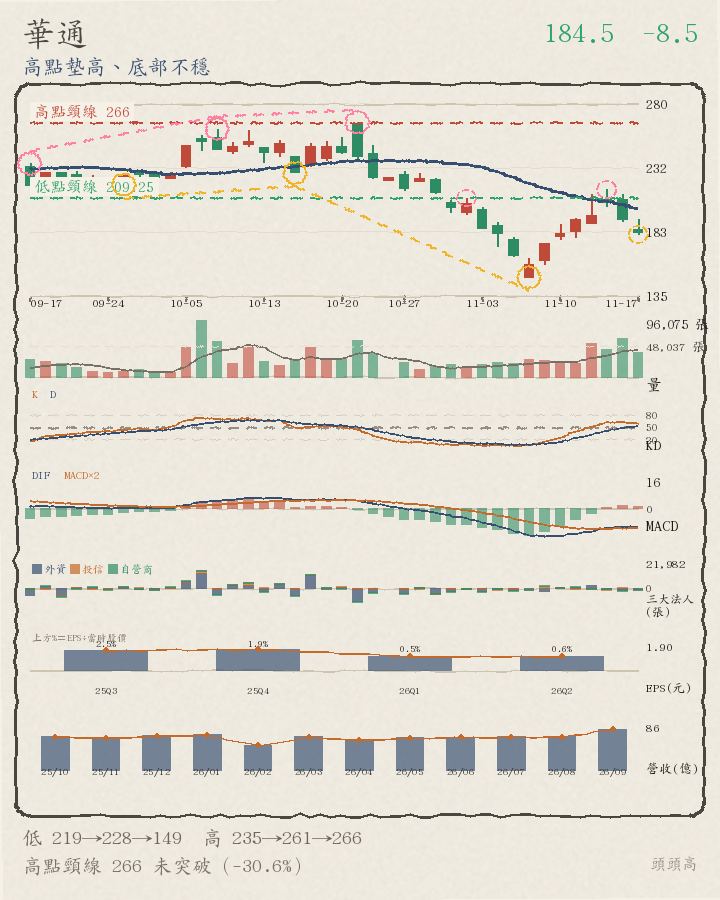 華通
184.5 -8.5
高點墊高、底部不穩
高點頸線 266
280
232
低點頸線 209.25
183
135
09-17 09-24 10-05 10-13 10-20 10-27 11-03 11-10 11-17
96,075 張
48,037 張
量
K D
80
50
20
KD
DIF MACD×2
16
0
MACD
外資 投信 自營商
21,982
0
三大法人
(張)
上方%=EPS÷當時股價
2.5% 1.9% 0.5% 0.6%
1.90
25Q3 25Q4 26Q1 26Q2
EPS(元)
86
25/10 25/11 25/12 26/01 26/02 26/03 26/04 26/05 26/06 26/07 26/08 26/09
營收(億)
低 219→228→149 高 235→261→266
高點頸線 266 未突破 (-30.6%)
頭頭高